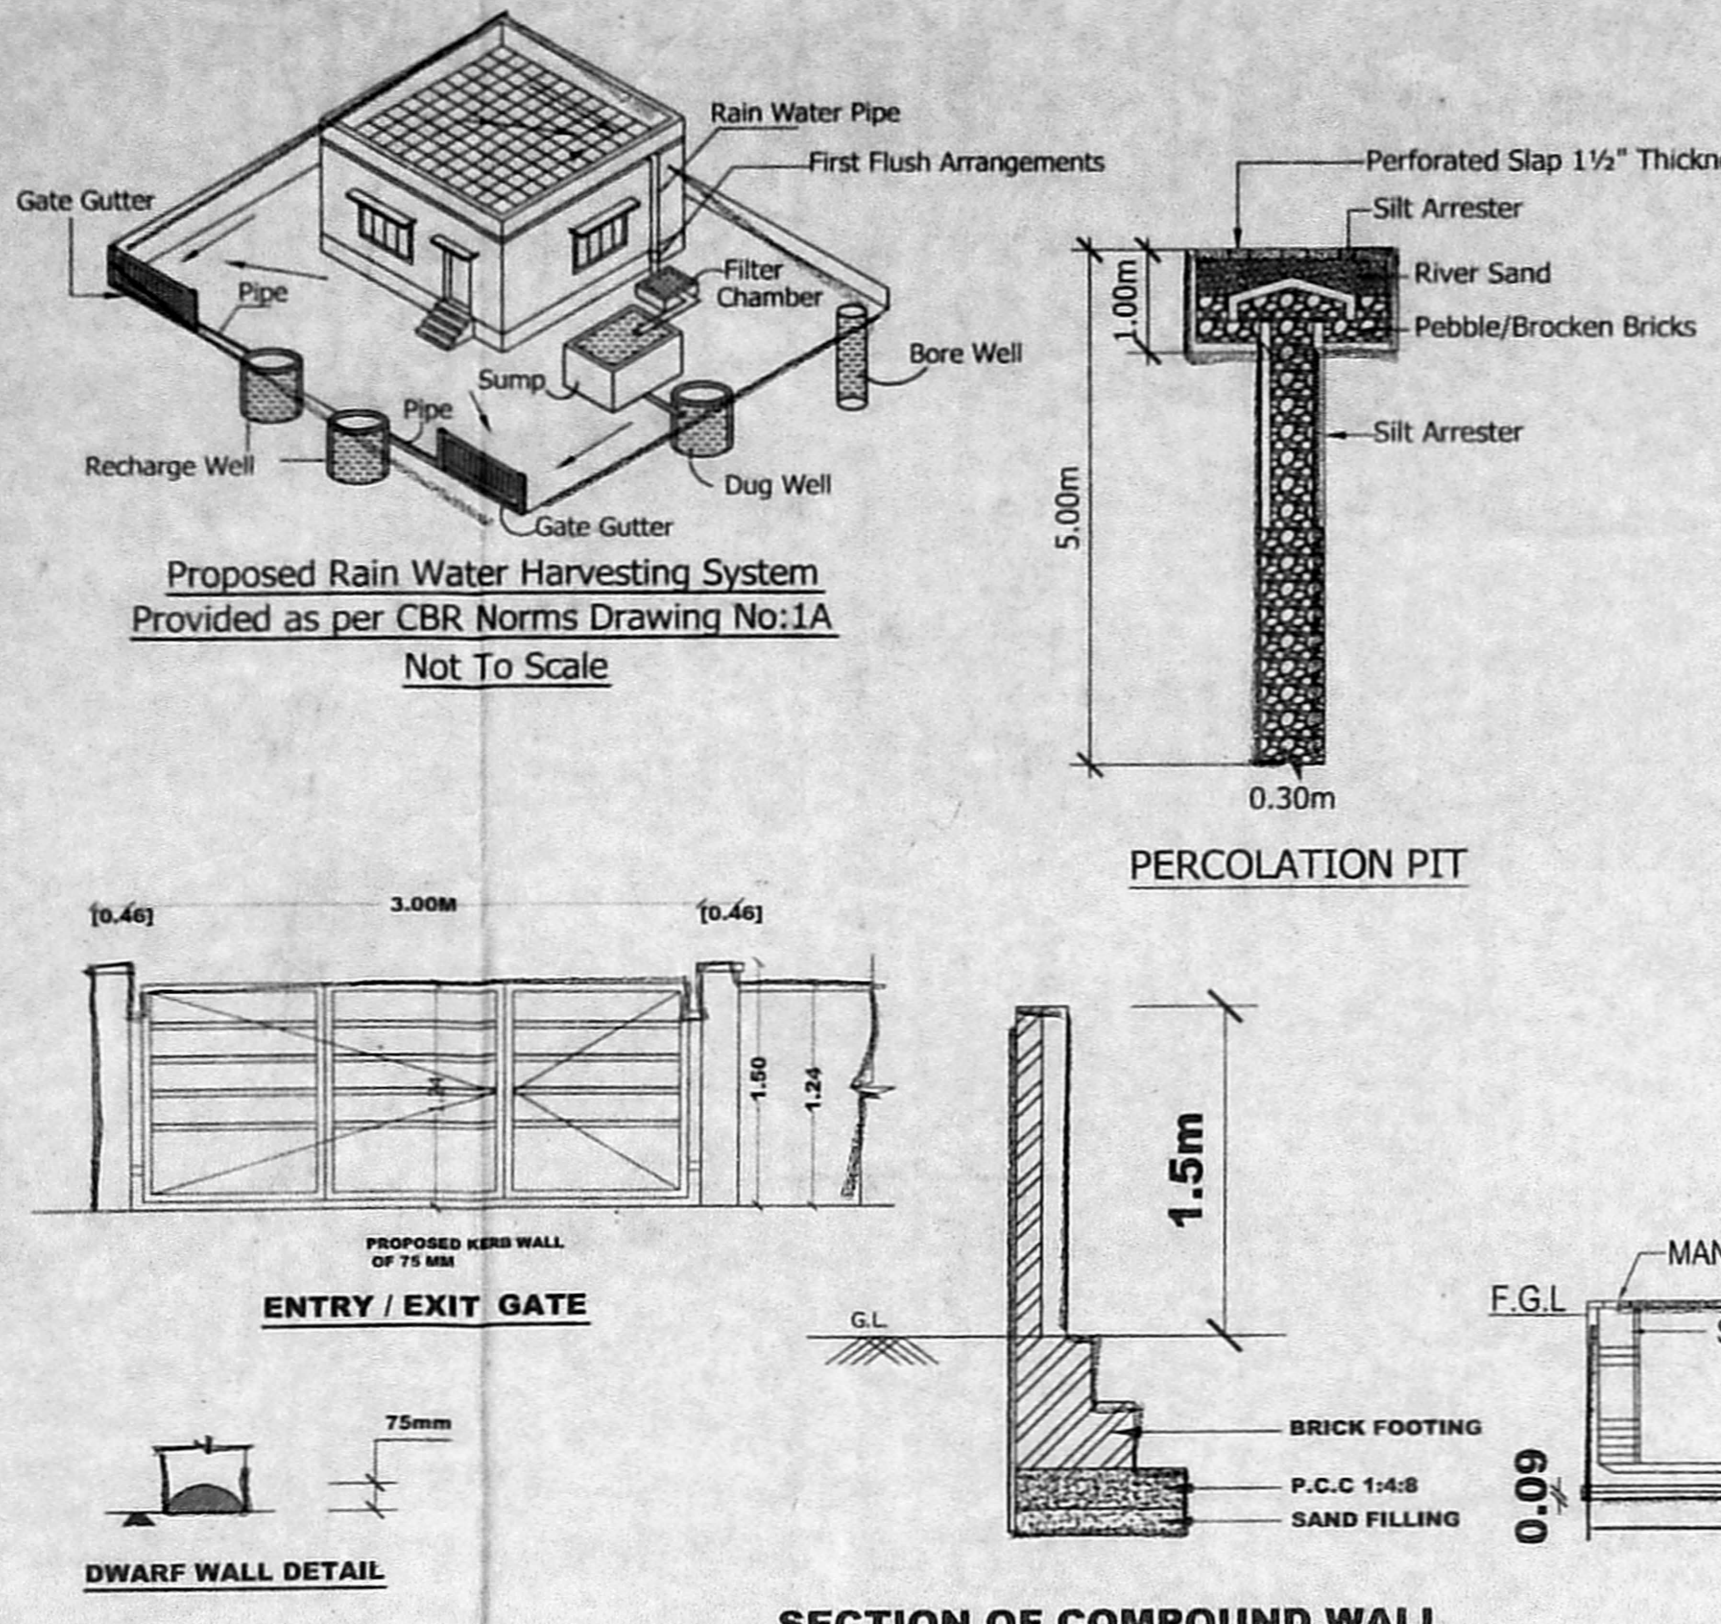 Rain Water Pipe
First Flush Arrangements
Gate Gutter
Filter
Chamber
Pipe
Bore Well
Sump
Pipe
Recharge Well
Dug Well
Gate Gutter
Proposed Rain Water Harvesting System
Provided as per CBR Norms Drawing No:1A
Not To Scale
Perforated Slap 1½"
Silt Arrester
River Sand
1.00m
Pebble/Brocken Bricks
Silt Arrester
5.00m
0.30m
PERCOLATION PIT
[0.46]
3.00M
[0.46]
1.50
1.24
PROPOSED KERB WALL
OF 75 MM
ENTRY / EXIT GATE
75mm
DWARF WALL DETAIL
1.5m
G.L.
BRICK FOOTING
P.C.C 1:4:8
SAND FILLING
SECTION OF COMPOUND WALL
F.G.L
0.09